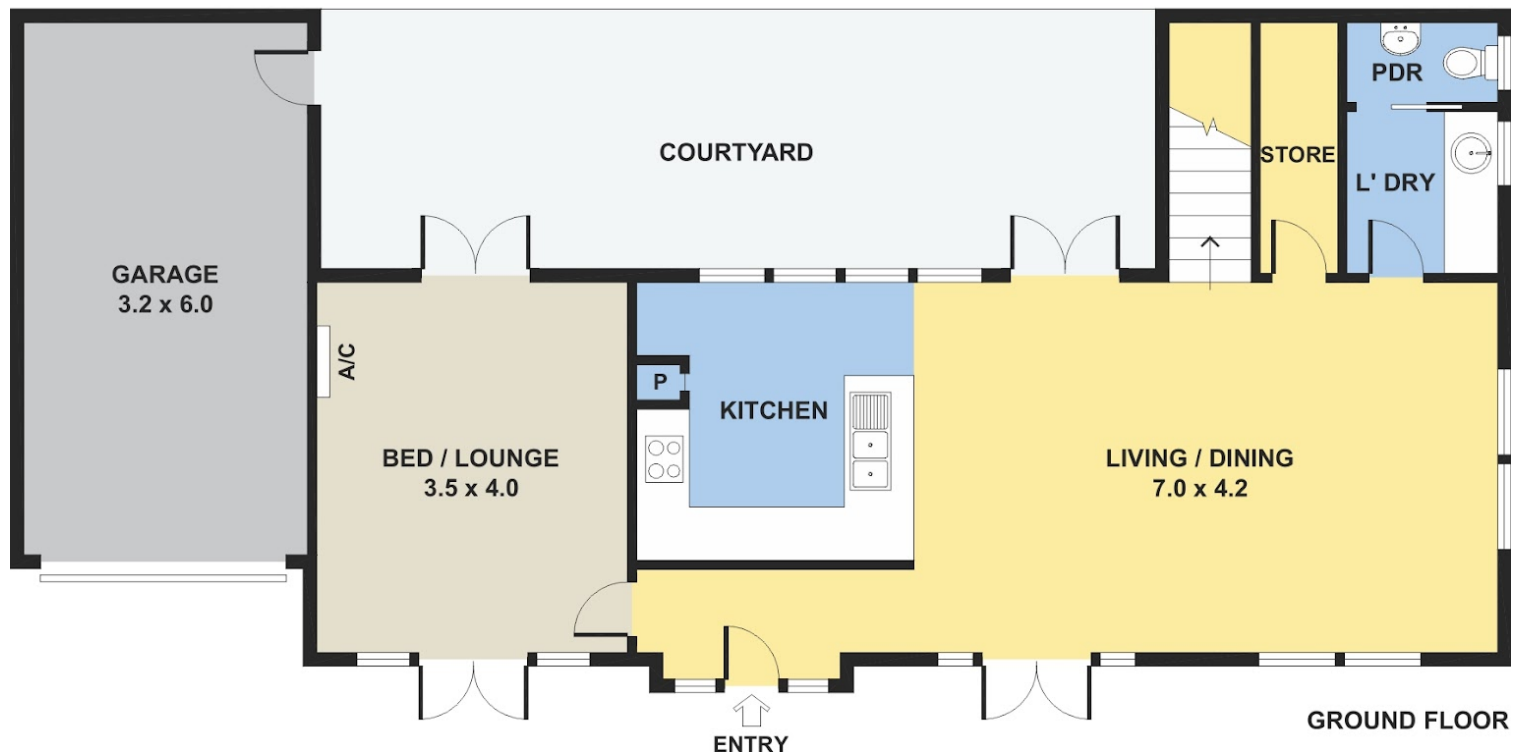 PDR
COURTYARD
STORE
L' DRY
GARAGE
3.2 x 6.0
A/C
P
KITCHEN
BED / LOUNGE
3.5 x 4.0
LIVING / DINING
7.0 x 4.2
GROUND FLOOR
ENTRY